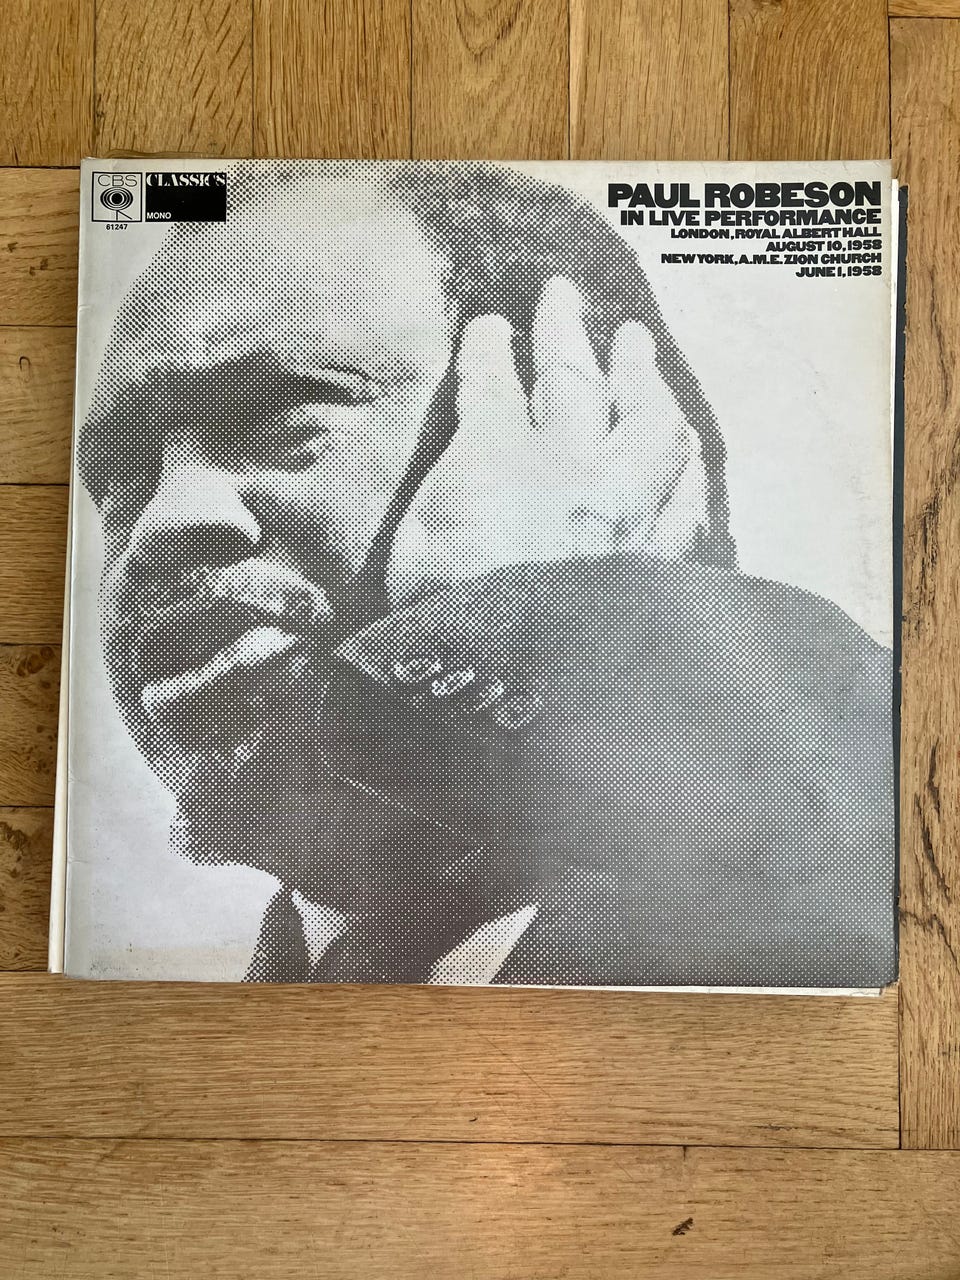 CBS
CLASSICS
MONO
61247
PAUL ROBESON
IN LIVE PERFORMANCE
LONDON, ROYAL ALBERT HALL
AUGUST 10, 1958
NEW YORK, A.M.E. ZION CHURCH
JUNE 1, 1958